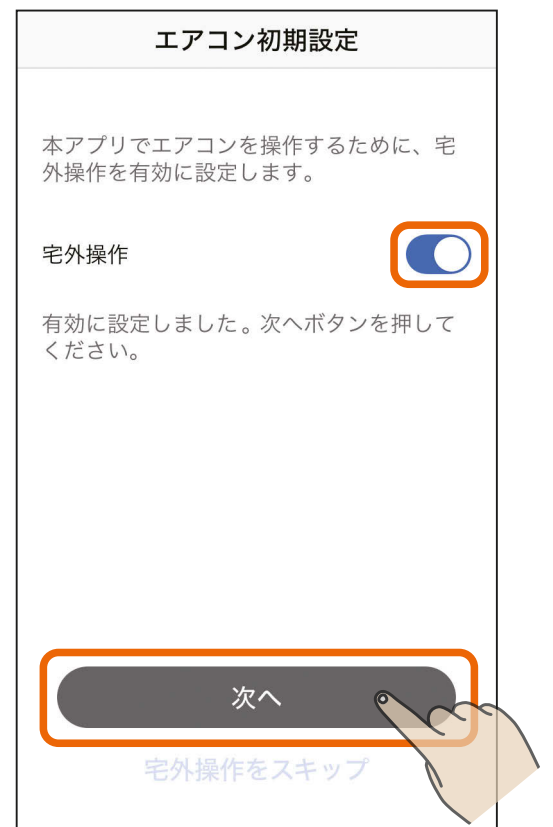 エアコン初期設定
本アプリでエアコンを操作するために、宅
外操作を有効に設定します。
宅外操作
有効に設定しました。次へボタンを押して
ください。
次へ
宅外操作をスキップ